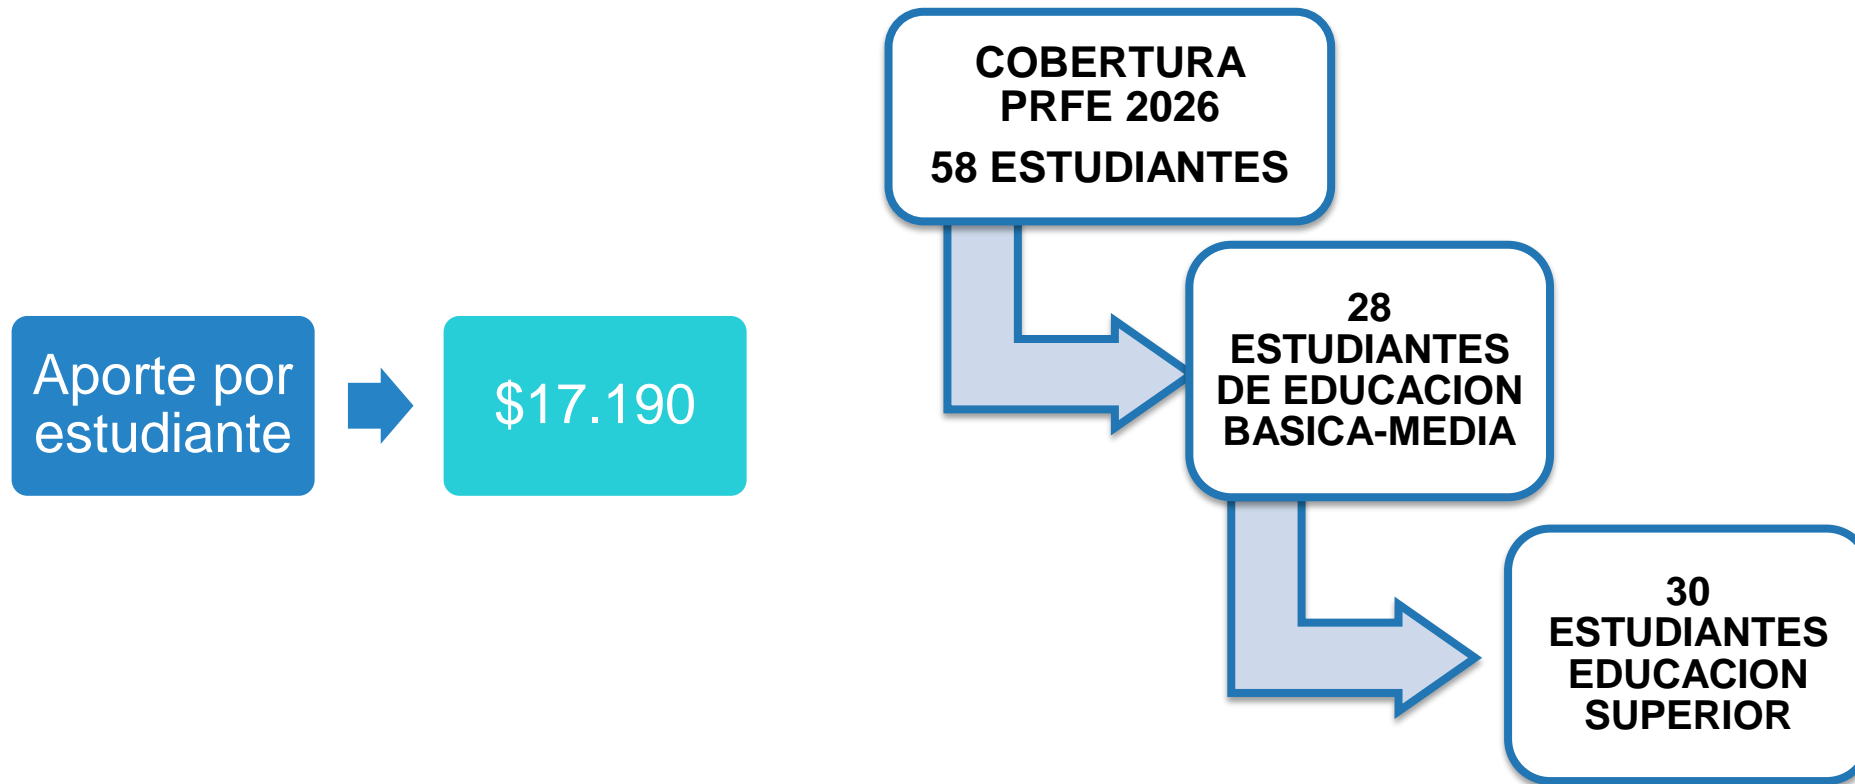 COBERTURA
PRFE 2026
58 ESTUDIANTES
Aporte por
estudiante
$17.190
28
ESTUDIANTES
DE EDUCACION
BASICA-MEDIA
30
ESTUDIANTES
EDUCACION
SUPERIOR